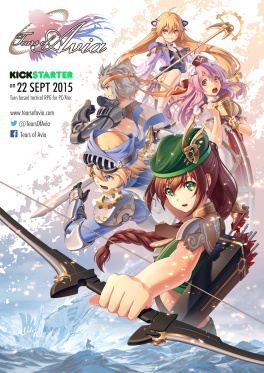 Tears of Avia
KICKSTARTER
on 22 SEPT 2015
Turn based tactical RPG for PC/Mac
www.tearsofavia.com
@TearsOfAvia
Tears of Avia